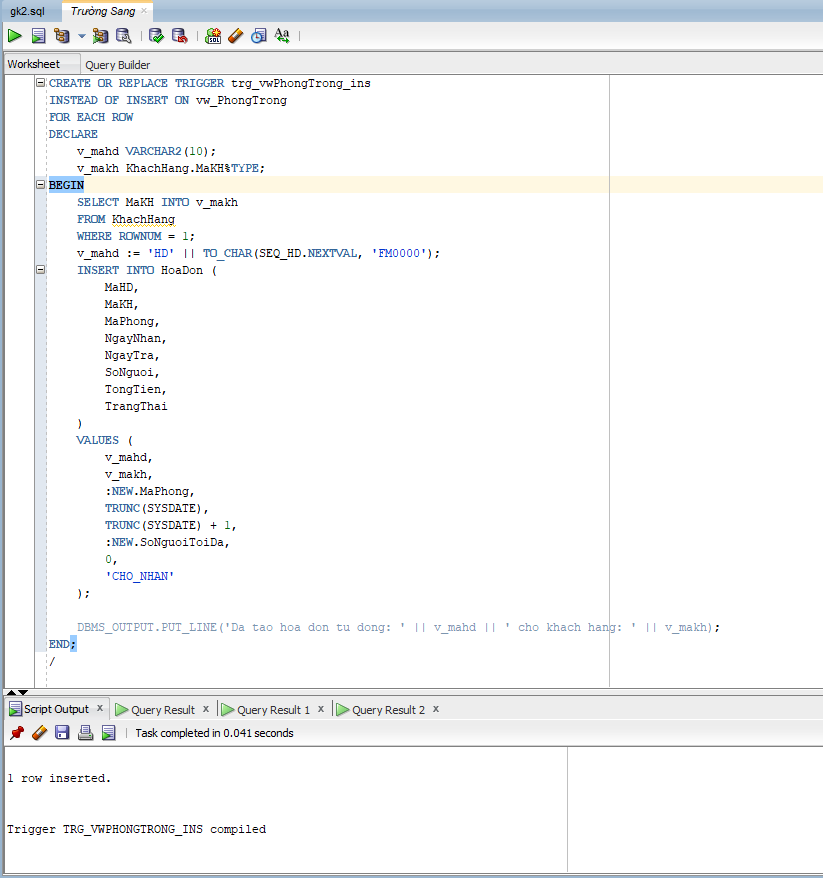 gk2.sql
Trường Sang
Worksheet
Query Builder
CREATE OR REPLACE TRIGGER trg_vwPhongTrong_ins
INSTEAD OF INSERT ON vw_PhongTrong
FOR EACH ROW
DECLARE
    v_mahd VARCHAR2(10);
    v_makh KhachHang.MaKH%TYPE;
BEGIN
    SELECT MaKH INTO v_makh
    FROM KhachHang
    WHERE ROWNUM = 1;
    v_mahd := 'HD' || TO_CHAR(SEQ_HD.NEXTVAL, 'FM0000');
    INSERT INTO HoaDon (
        MaHD,
        MaKH,
        MaPhong,
        NgayNhan,
        NgayTra,
        SoNguoi,
        TongTien,
        TrangThai
    )
    VALUES (
        v_mahd,
        v_makh,
        :NEW.MaPhong,
        TRUNC(SYSDATE),
        TRUNC(SYSDATE) + 1,
        :NEW.SoNguoiToiDa,
        0,
        'CHO_NHAN'
    );
    DBMS_OUTPUT.PUT_LINE('Da tao hoa don tu dong: ' || v_mahd || ' cho khach hang: ' || v_makh);
END;
/
Script Output x
Query Result x
Query Result 1 x
Query Result 2 x
Task completed in 0.041 seconds
1 row inserted.
Trigger TRG_VWPHONGTRONG_INS compiled